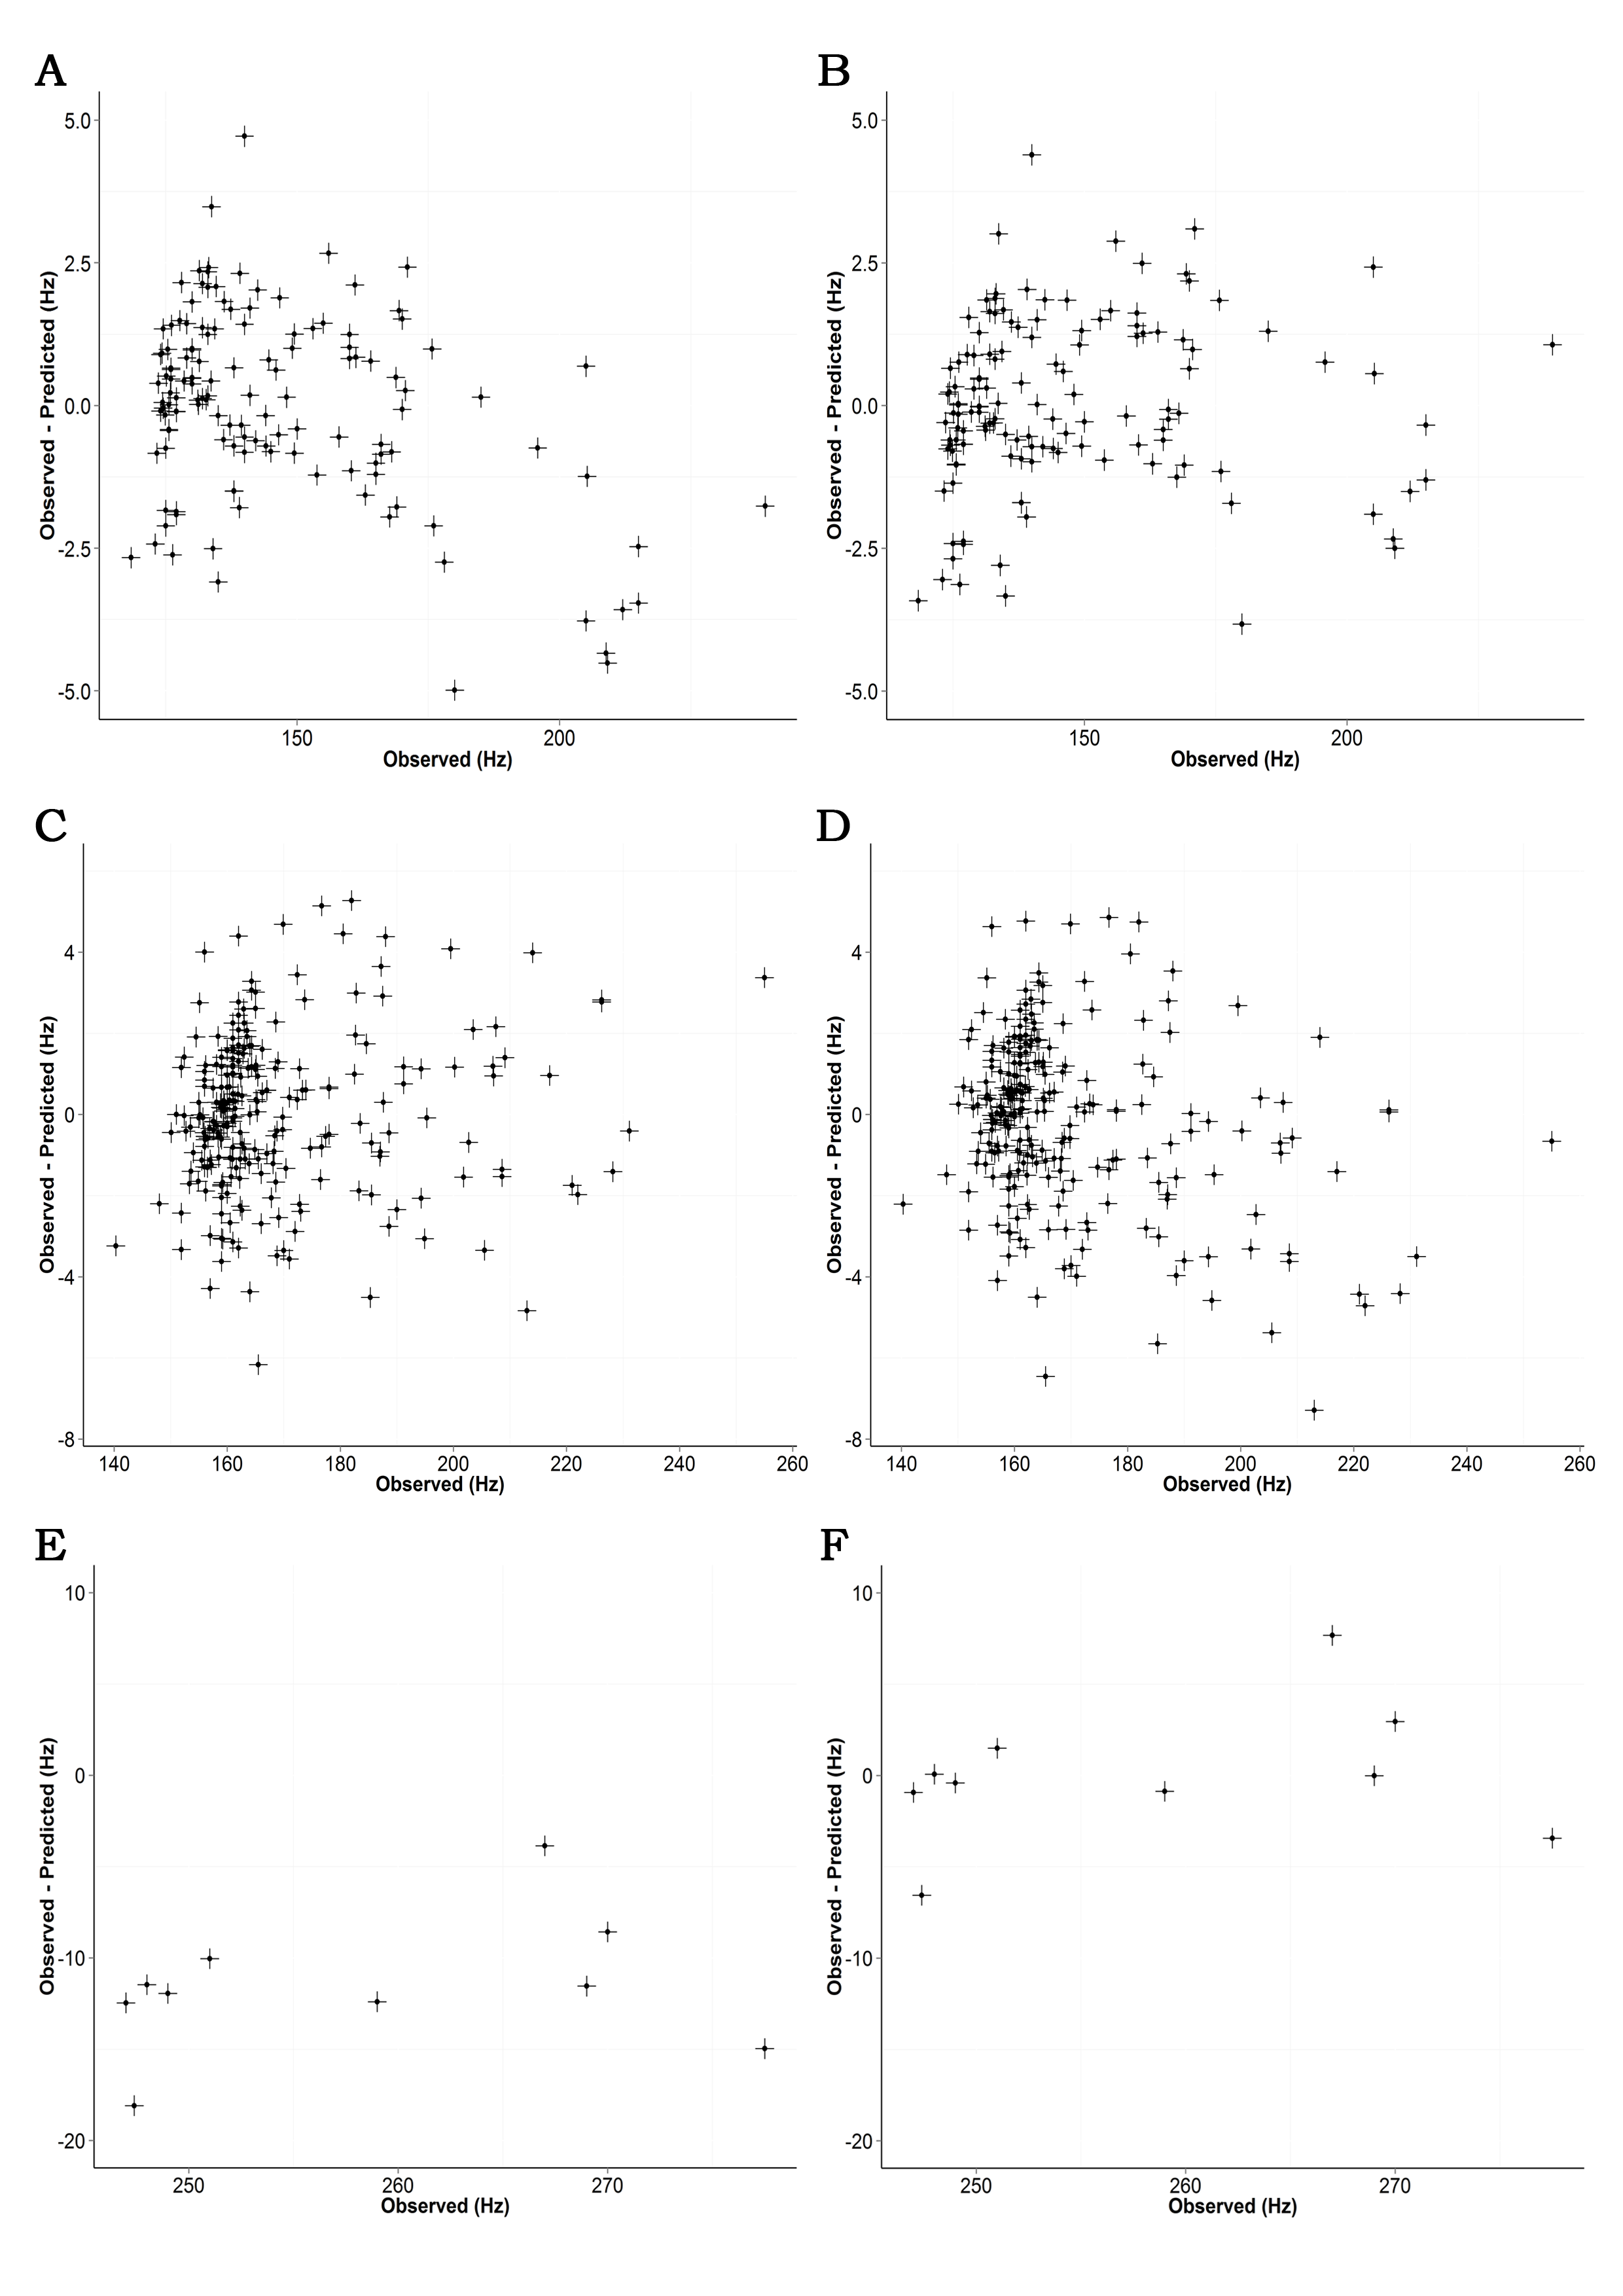 A B
5.0 5.0
2.5 2.5
0.0 0.0
-2.5 -2.5
-5.0 -5.0
Observed - Predicted (Hz) Observed - Predicted (Hz)
150 200 150 200
Observed (Hz) Observed (Hz)
C D
4 4
0 0
-4 -4
-8 -8
Observed - Predicted (Hz) Observed - Predicted (Hz)
140 160 180 200 220 240 260 140 160 180 200 220 240 260
Observed (Hz) Observed (Hz)
E F
10 10
0 0
-10 -10
-20 -20
Observed - Predicted (Hz) Observed - Predicted (Hz)
250 260 270 250 260 270
Observed (Hz) Observed (Hz)